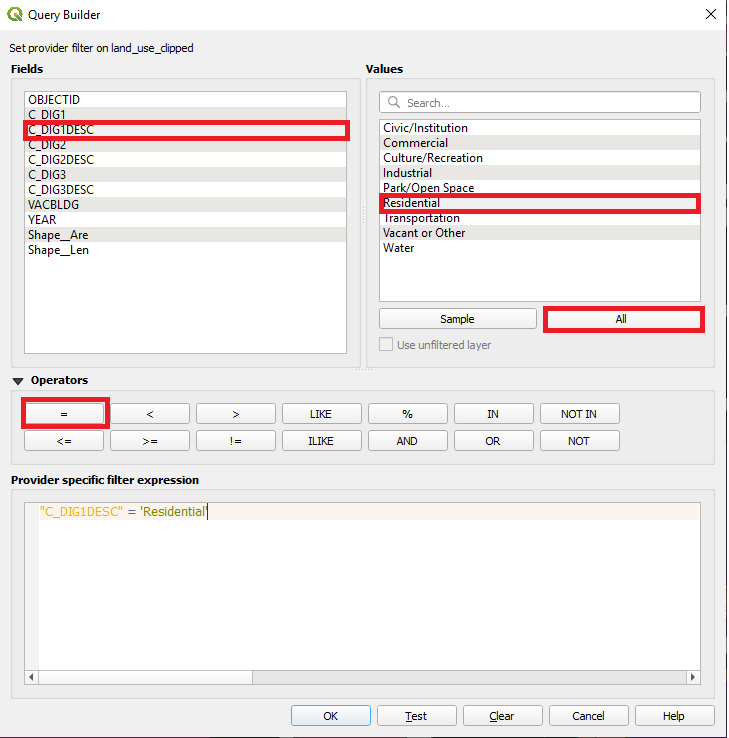 Query Builder
Set provider filter on land_use_clipped
Fields
OBJECTID
C_DIG1
C_DIG1DESC
C_DIG2
C_DIG2DESC
C_DIG3
C_DIG3DESC
VACBLDG
YEAR
Shape__Are
Shape__Len
Values
Search...
Civic/Institution
Commercial
Culture/Recreation
Industrial
Park/Open Space
Residential
Transportation
Vacant or Other
Water
Sample All
Use unfiltered layer
Operators
= < > LIKE % IN NOT IN
<= >= != ILIKE AND OR NOT
Provider specific filter expression
"C_DIG1DESC" = 'Residential'
OK Test Clear Cancel Help